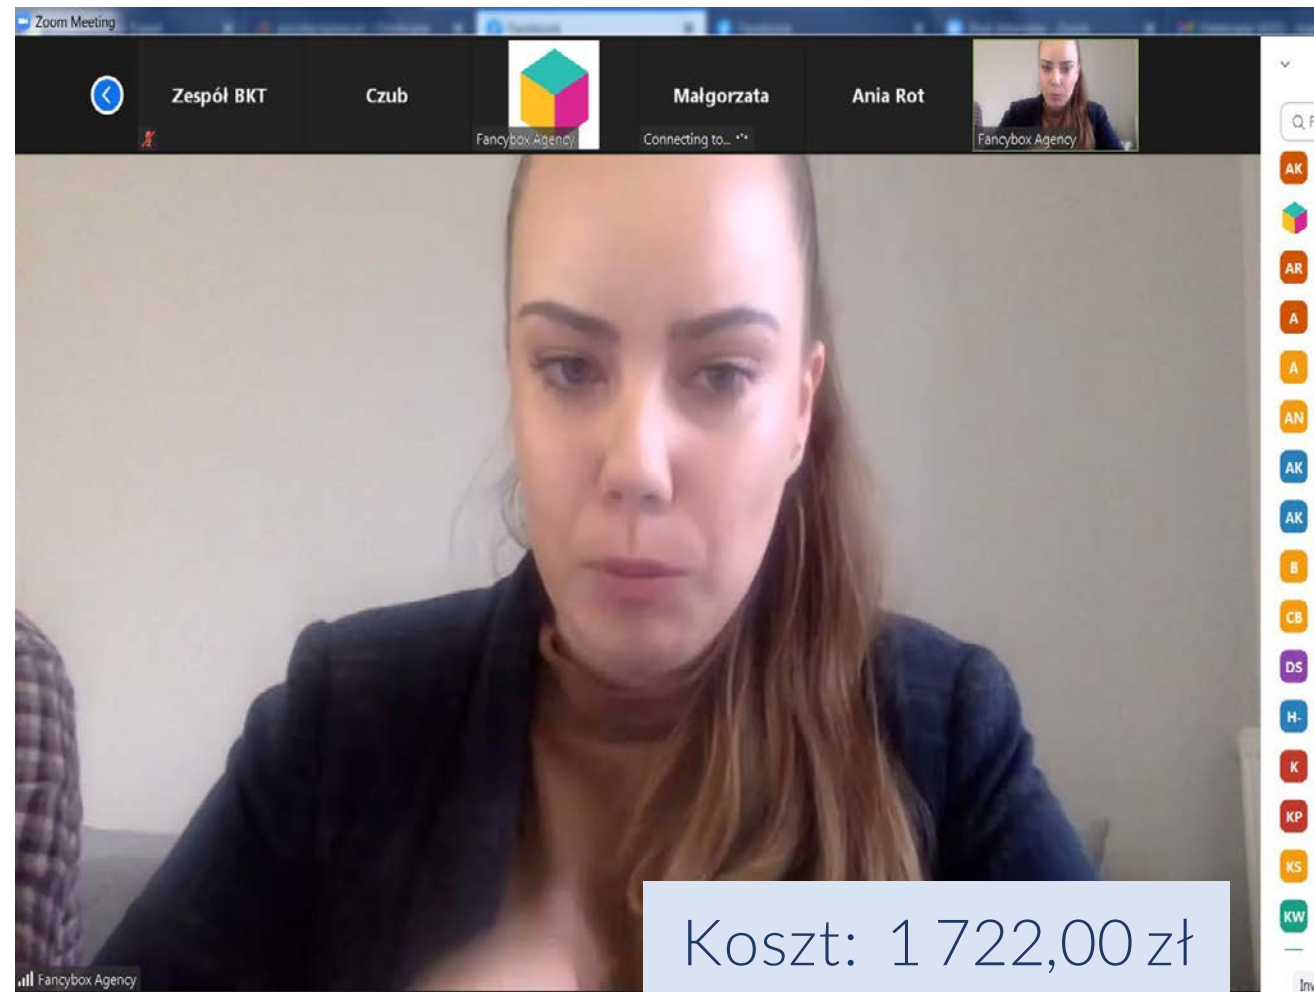 Zoom Meeting
Zespół BKT
Czub
Fancybox Agency
Małgorzata
Connecting to...
Ania Rot
Fancybox Agency
AK
AR
A
A
AN
AK
AK
B
CB
DS
H-
K
KP
KS
KW
Koszt: 1 722,00 zł
Fancybox Agency